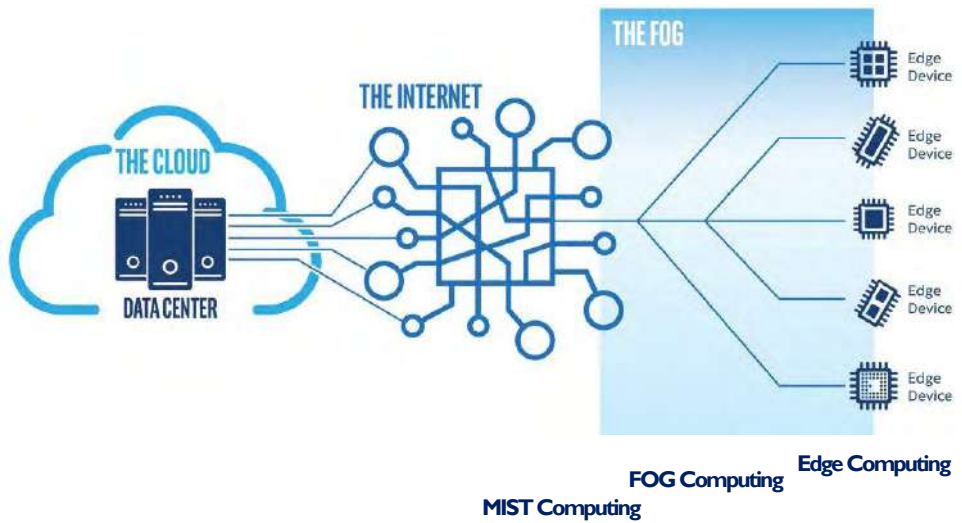 THE FOG
THE INTERNET
THE CLOUD
DATA CENTER
Edge
Device
Edge
Device
Edge
Device
Edge
Device
Edge
Device
Edge Computing
FOG Computing
MIST Computing